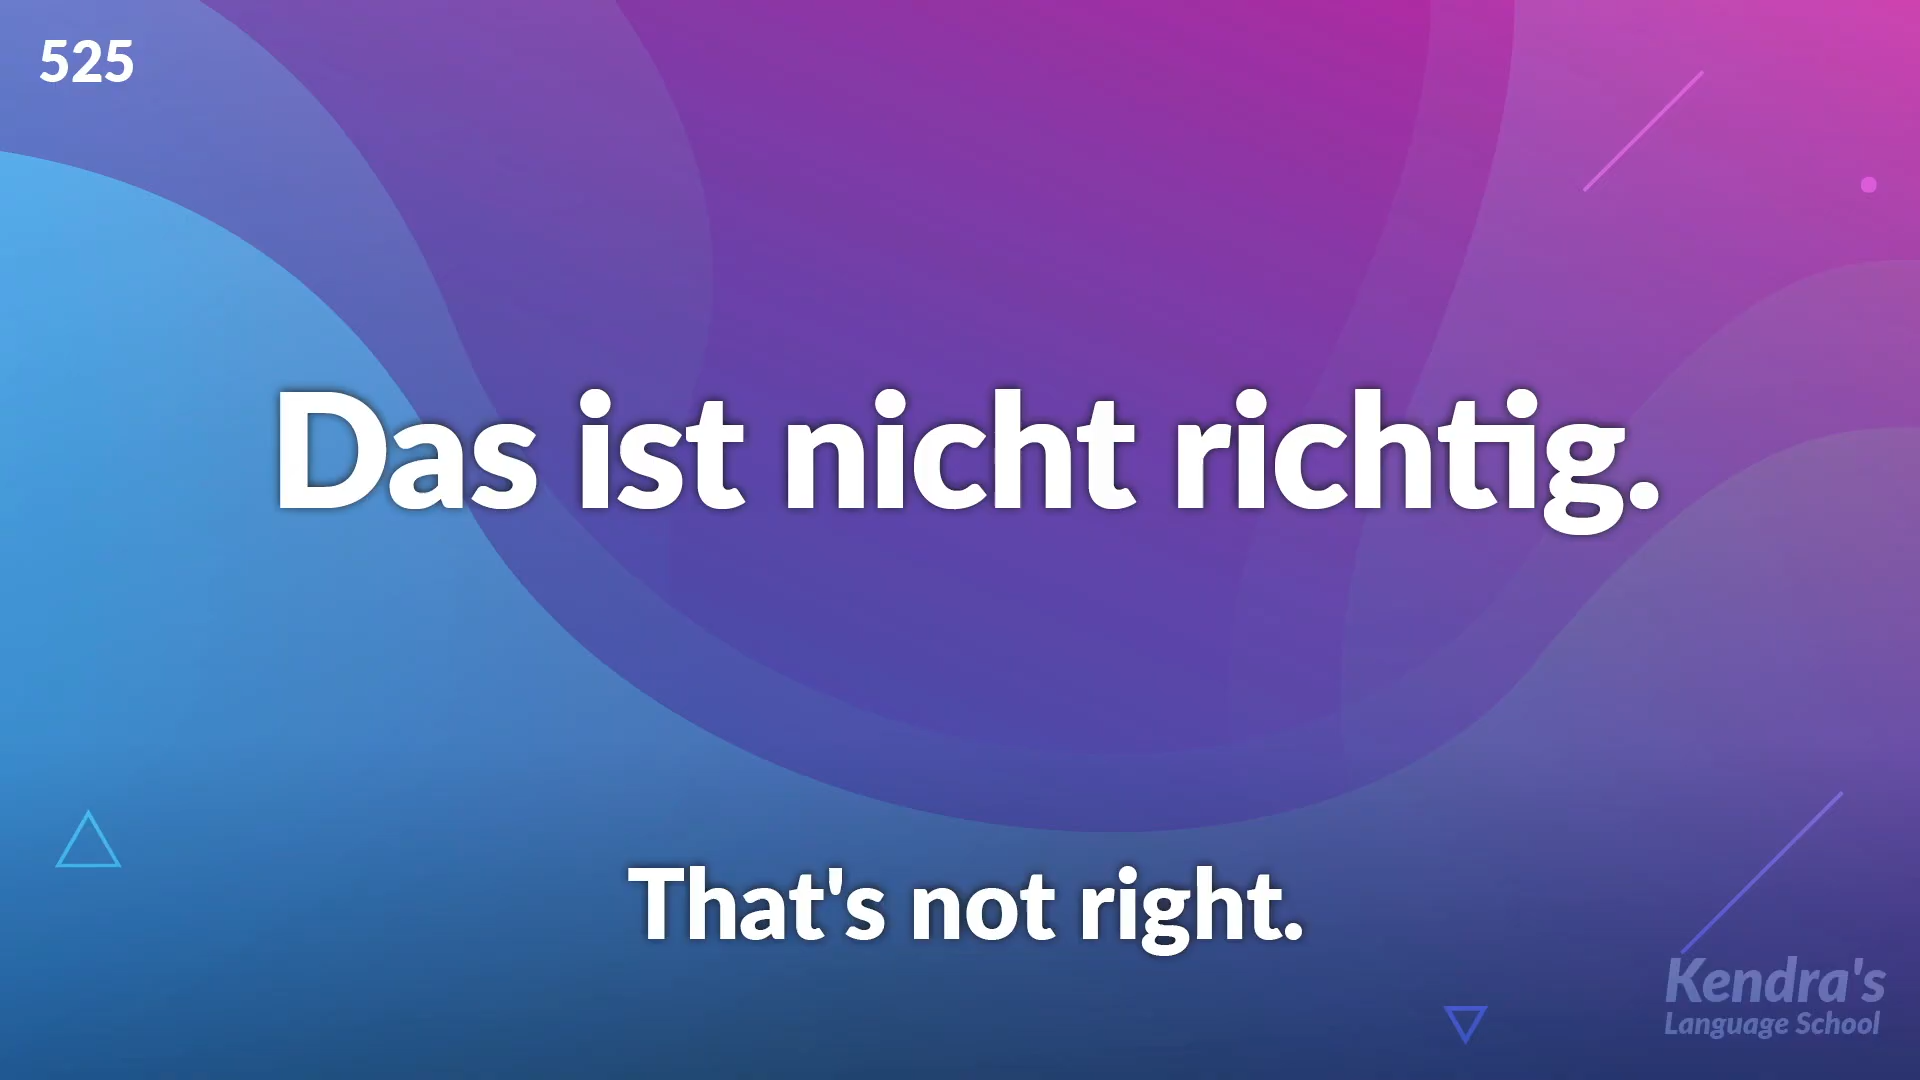 525
Das ist nicht richtig.
That's not right.
Kendra's
Language School